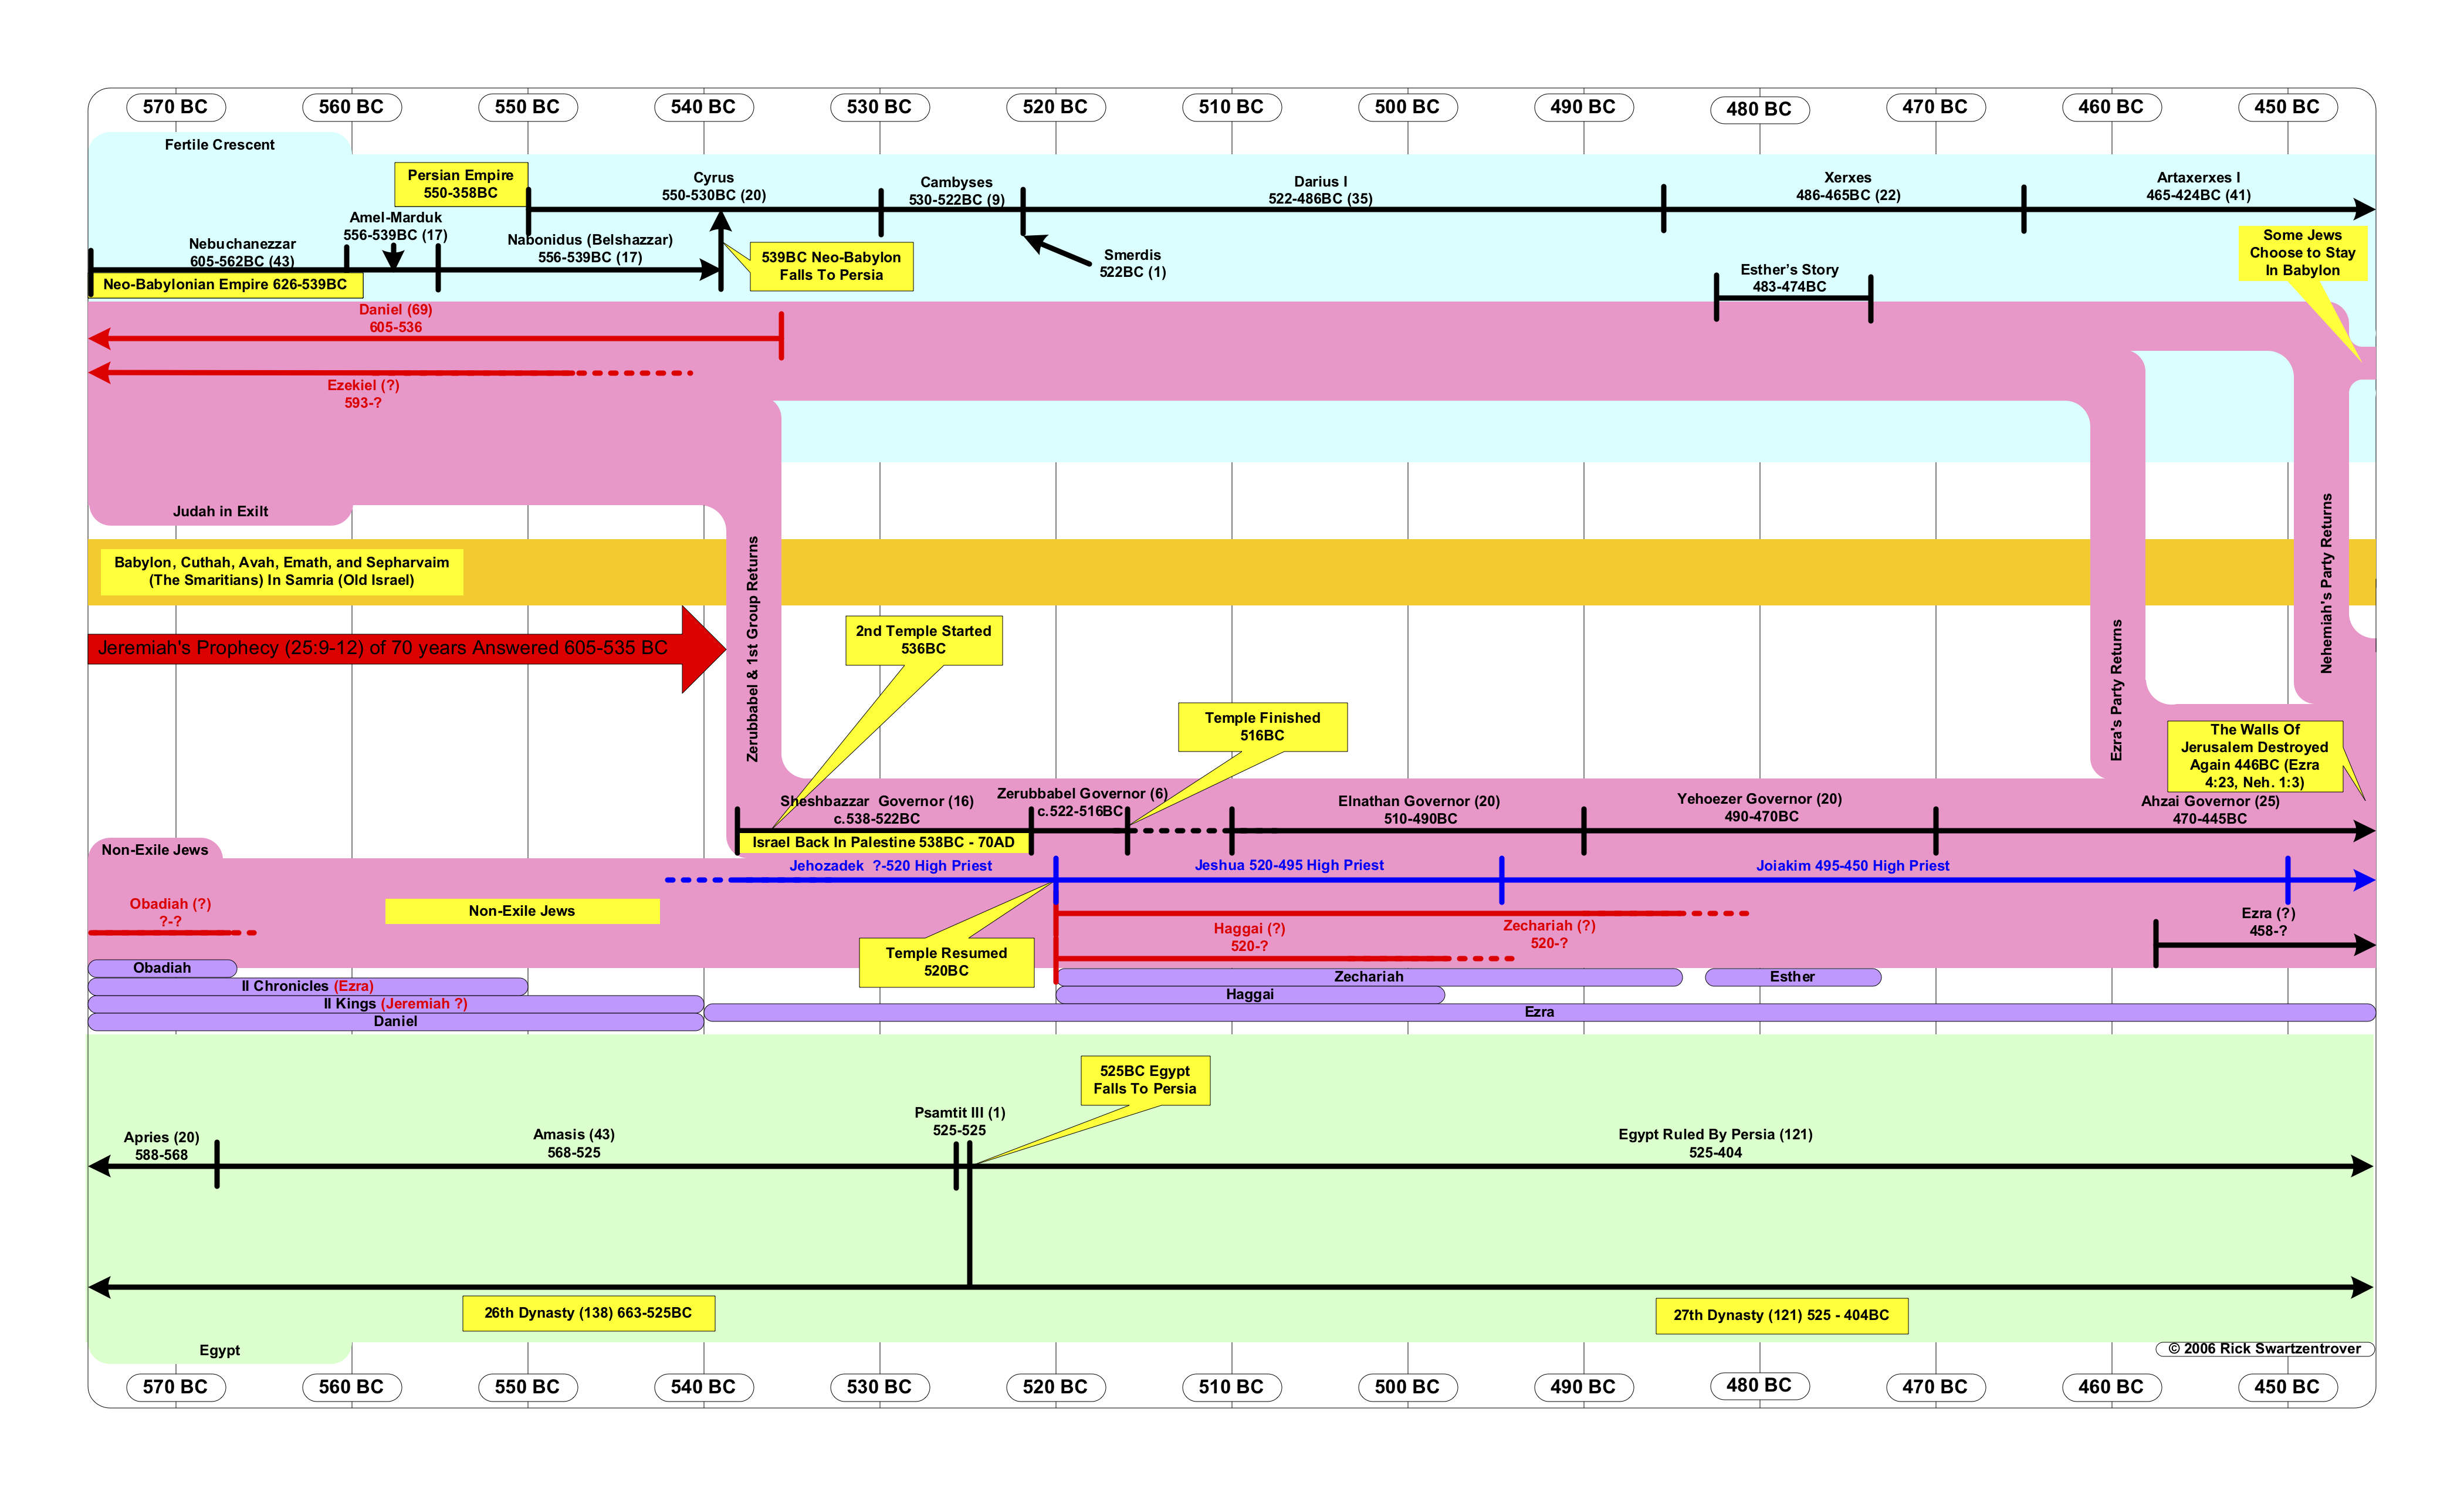 570 BC
560 BC
550 BC
540 BC
530 BC
520 BC
510 BC
500 BC
490 BC
480 BC
470 BC
460 BC
450 BC
Fertile Crescent
Persian Empire
550-358BC
Cyrus
550-530BC (20)
Cambyses
530-522BC (9)
Darius I
522-486BC (35)
Xerxes
486-465BC (22)
Artaxerxes I
465-424BC (41)
Amel-Marduk
556-539BC (17)
Nebuchanezzar
605-562BC (43)
Nabonidus (Belshazzar)
556-539BC (17)
539BC Neo-Babylon
Falls To Persia
Smerdis
522BC (1)
Esther's Story
483-474BC
Some Jews
Choose to Stay
In Babylon
Neo-Babylonian Empire 626-539BC
Daniel (69)
605-536
Ezekiel (?)
593-?
Judah in Exilt
Babylon, Cuthah, Avah, Emath, and Sepharvaim
(The Smaritians) In Samria (Old Israel)
Jeremiah's Prophecy (25:9-12) of 70 years Answered 605-535 BC
Zerubbabel & 1st Group Returns
Ezra's Party Returns
Nehemiah's Party Returns
2nd Temple Started
536BC
Temple Finished
516BC
The Walls Of
Jerusalem Destroyed
Again 446BC (Ezra
4:23, Neh. 1:3)
Sheshbazzar  Governor (16)
c.538-522BC
Zerubbabel Governor (6)
c.522-516BC
Elnathan Governor (20)
510-490BC
Yehoezer Governor (20)
490-470BC
Ahzai Governor (25)
470-445BC
Israel Back In Palestine 538BC - 70AD
Non-Exile Jews
Jehozadek  ?-520 High Priest
Jeshua 520-495 High Priest
Joiakim 495-450 High Priest
Obadiah (?)
?-?
Non-Exile Jews
Haggai (?)
520-?
Zechariah (?)
520-?
Ezra (?)
458-?
Temple Resumed
520BC
Obadiah
II Chronicles (Ezra)
II Kings (Jeremiah ?)
Daniel
Zechariah
Esther
Haggai
Ezra
525BC Egypt
Falls To Persia
Psamtit III (1)
525-525
Apries (20)
588-568
Amasis (43)
568-525
Egypt Ruled By Persia (121)
525-404
26th Dynasty (138) 663-525BC
27th Dynasty (121) 525 - 404BC
Egypt
© 2006 Rick Swartzentrover
570 BC
560 BC
550 BC
540 BC
530 BC
520 BC
510 BC
500 BC
490 BC
480 BC
470 BC
460 BC
450 BC